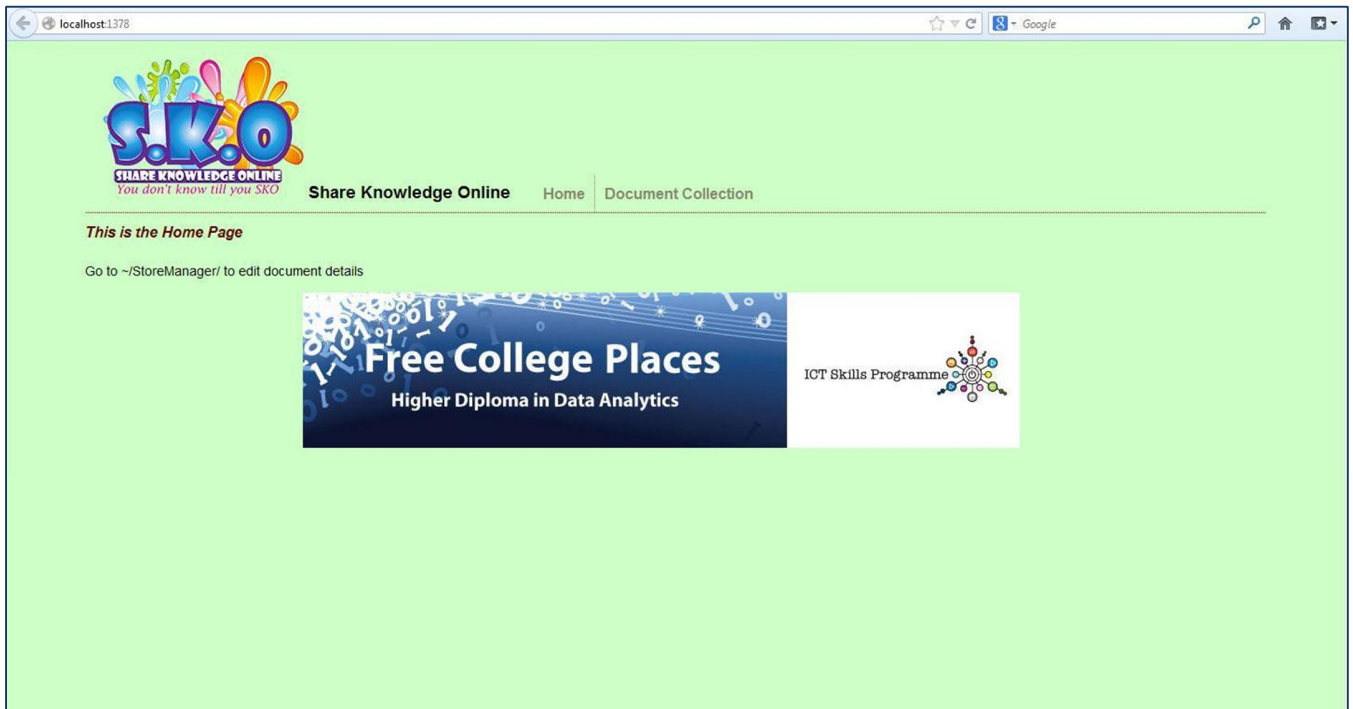 localhost:1378
Google
S.K.O
SHARE KNOWLEDGE ONLINE
You don't know till you SKO
Share Knowledge Online
Home
Document Collection
This is the Home Page
Go to ~/StoreManager/ to edit document details
Free College Places
Higher Diploma in Data Analytics
ICT Skills Programme